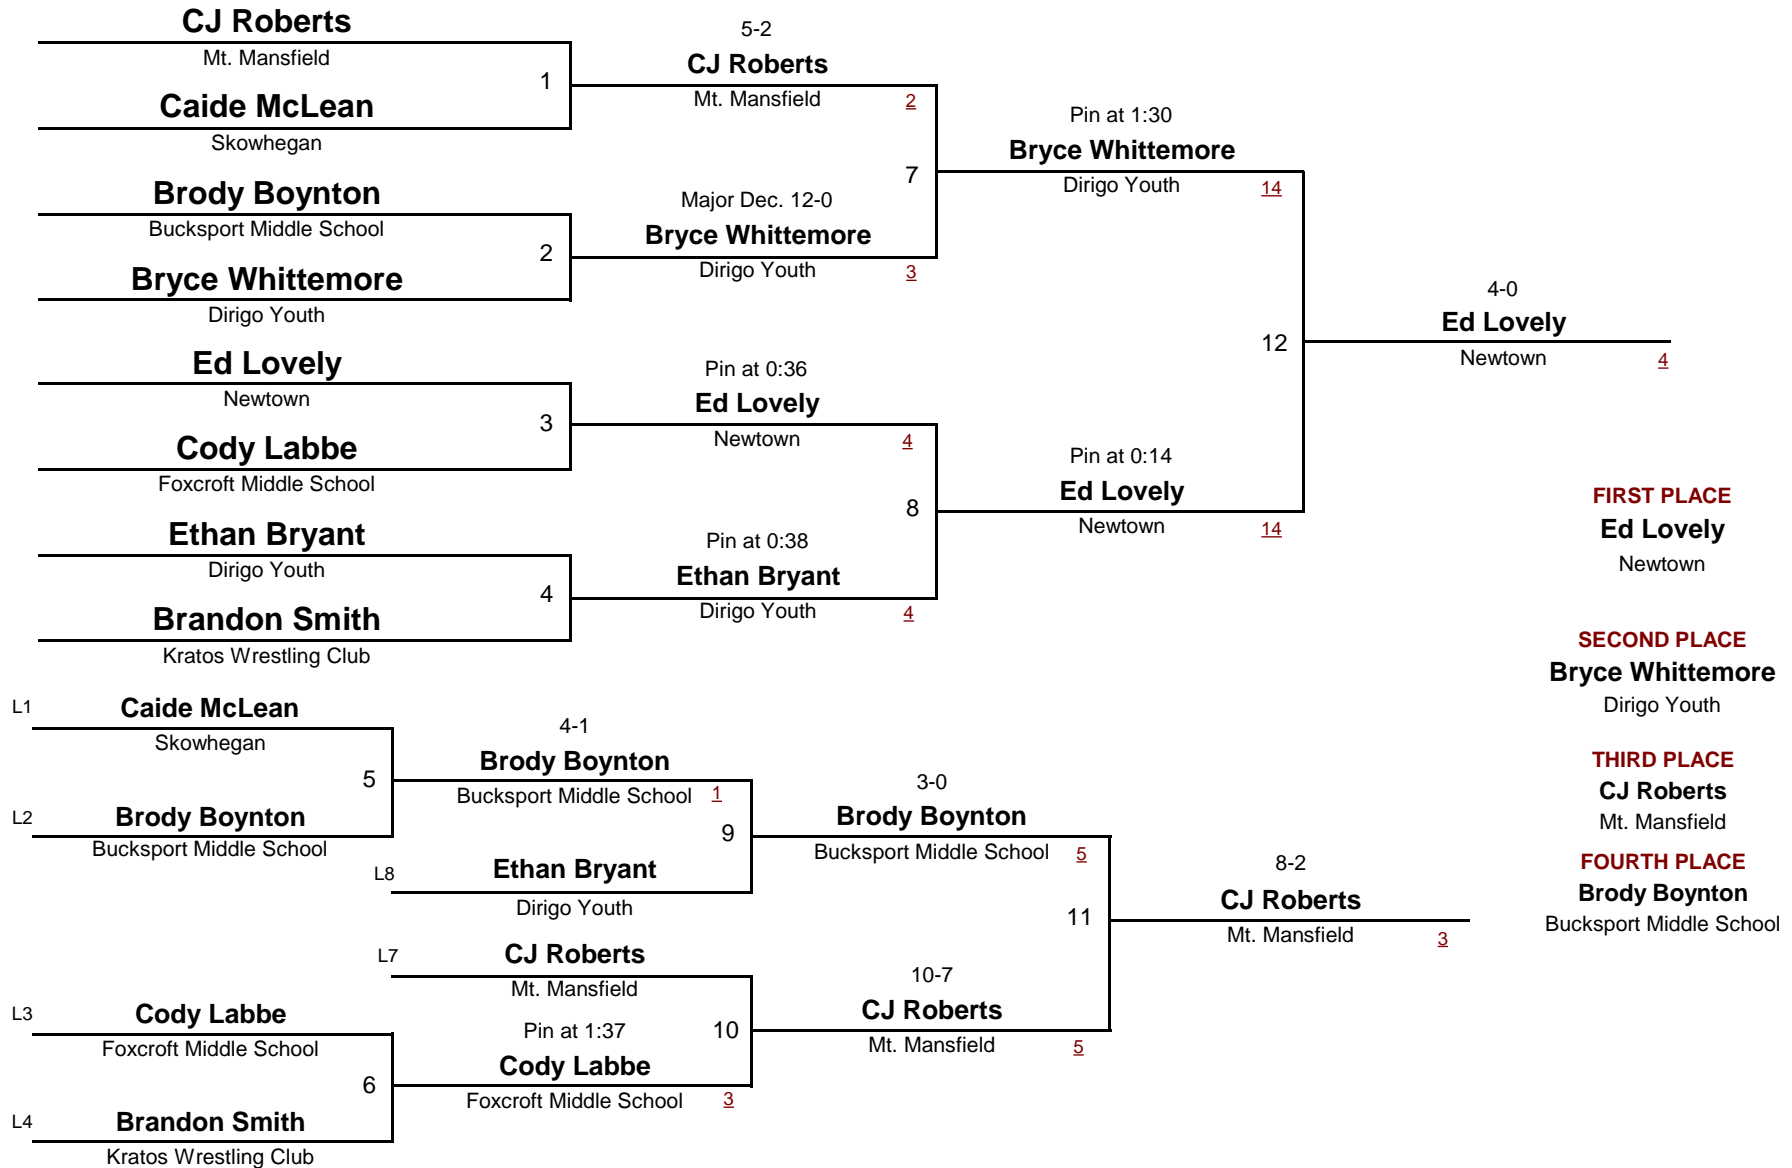 CJ Roberts
Mt. Mansfield
1
Caide McLean
Skowhegan
Brody Boynton
Bucksport Middle School
2
Bryce Whittemore
Dirigo Youth
Ed Lovely
Newtown
3
Cody Labbe
Foxcroft Middle School
Ethan Bryant
Dirigo Youth
4
Brandon Smith
Kratos Wrestling Club
5-2
CJ Roberts
Mt. Mansfield 2
7
Major Dec. 12-0
Bryce Whittemore
Dirigo Youth 3
Pin at 0:36
Ed Lovely
Newtown 4
8
Pin at 0:38
Ethan Bryant
Dirigo Youth 4
Pin at 1:30
Bryce Whittemore
Dirigo Youth 14
12
Pin at 0:14
Ed Lovely
Newtown 14
4-0
Ed Lovely
Newtown 4
FIRST PLACE
Ed Lovely
Newtown
SECOND PLACE
Bryce Whittemore
Dirigo Youth
THIRD PLACE
CJ Roberts
Mt. Mansfield
FOURTH PLACE
Brody Boynton
Bucksport Middle School
L1 Caide McLean
Skowhegan
5
L2 Brody Boynton
Bucksport Middle School
4-1
Brody Boynton
Bucksport Middle School 1
9
L8 Ethan Bryant
Dirigo Youth
L7 CJ Roberts
Mt. Mansfield
10
L3 Cody Labbe
Foxcroft Middle School
6
L4 Brandon Smith
Kratos Wrestling Club
Pin at 1:37
Cody Labbe
Foxcroft Middle School 3
3-0
Brody Boynton
Bucksport Middle School 5
11
10-7
CJ Roberts
Mt. Mansfield 5
8-2
CJ Roberts
Mt. Mansfield 3